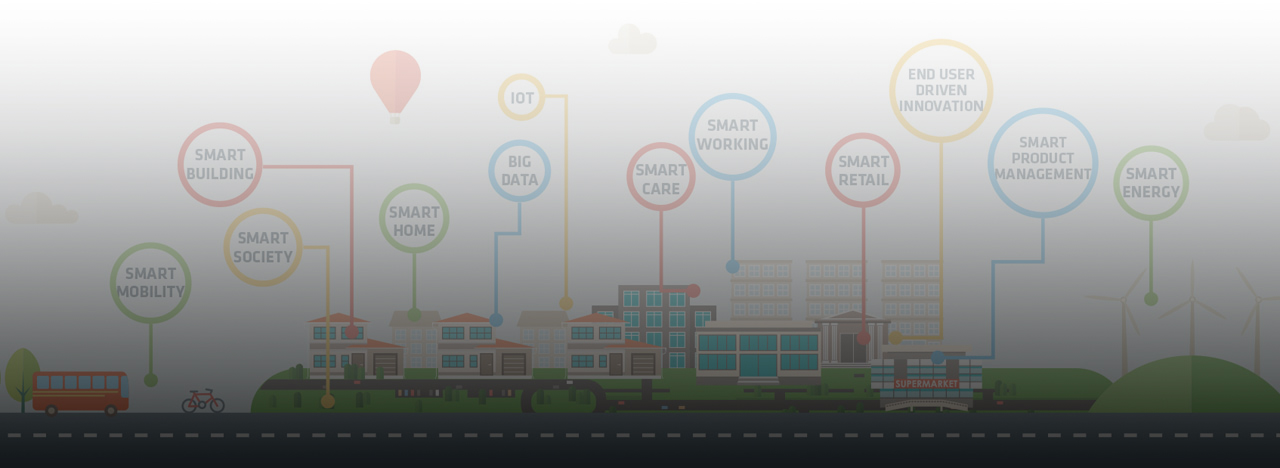 SMART
MOBILITY
SMART
BUILDING
SMART
SOCIETY
SMART
HOME
IOT
BIG
DATA
SMART
CARE
SMART
WORKING
SMART
RETAIL
END USER
DRIVEN
INNOVATION
SMART
PRODUCT
MANAGEMENT
SMART
ENERGY
SUPERMARKET